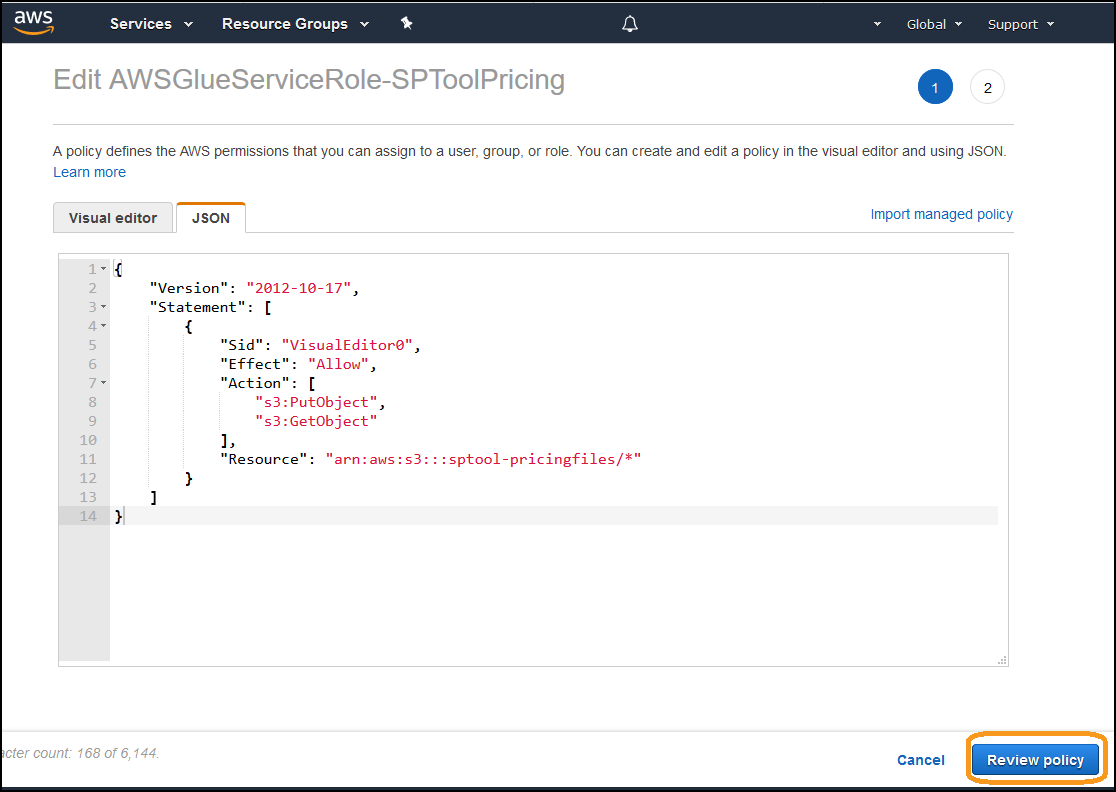 aws Services Resource Groups Global Support
Edit AWSGlueServiceRole-SPToolPricing
1 2
A policy defines the AWS permissions that you can assign to a user, group, or role. You can create and edit a policy in the visual editor and using JSON.
Learn more
Visual editor JSON Import managed policy
1 {
2 "Version": "2012-10-17",
3 "Statement": [
4 {
5 "Sid": "VisualEditor0",
6 "Effect": "Allow",
7 "Action": [
8 "s3:PutObject",
9 "s3:GetObject"
10 ],
11 "Resource": "arn:aws:s3:::sptool-pricingfiles/*"
12 }
13 ]
14 }
acter count: 168 of 6,144.
Cancel Review policy